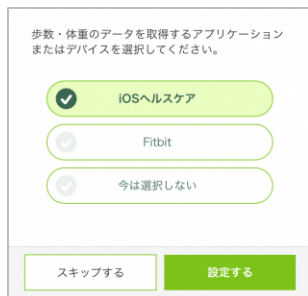 歩数・体重のデータを取得するアプリケーション
またはデバイスを選択してください。
iOSヘルスケア
Fitbit
今は選択しない
スキップする
設定する